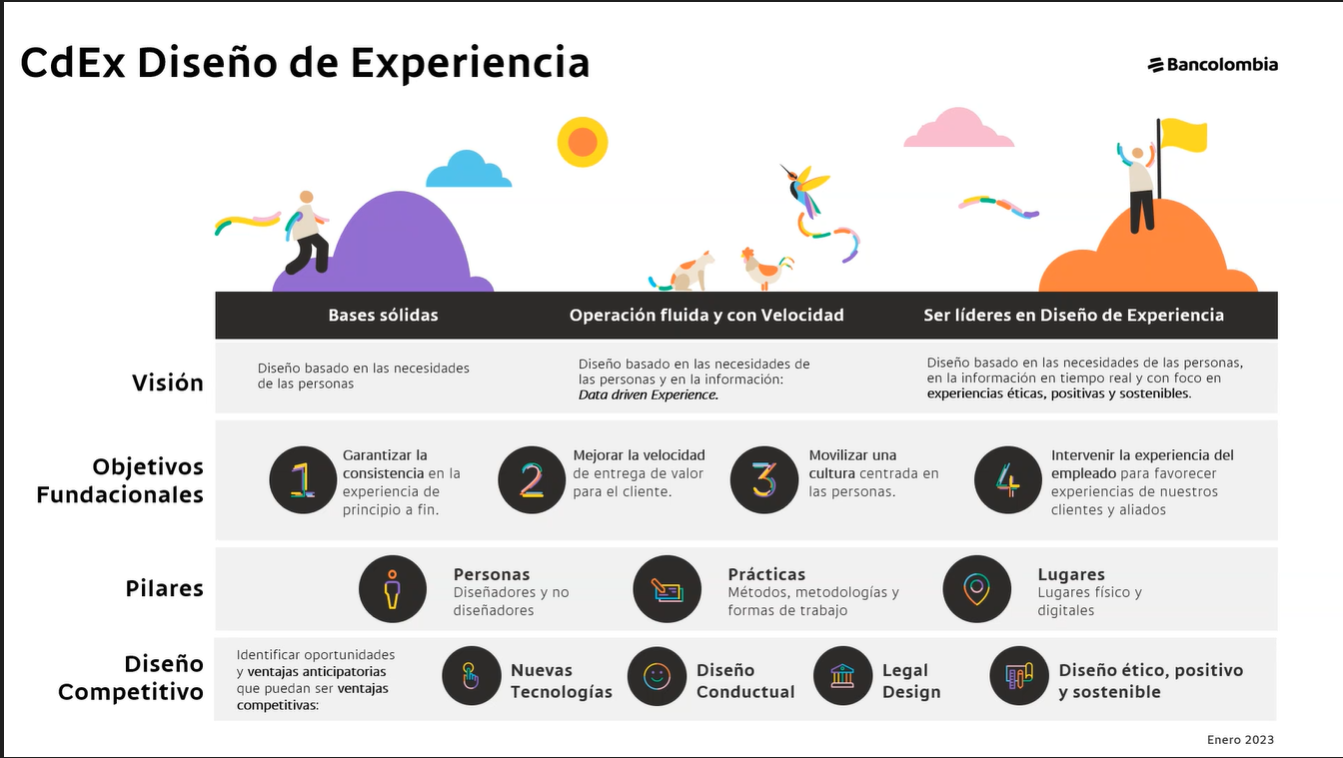 CdEx Diseño de Experiencia
Bancolombia
Bases sólidas
Operación fluida y con Velocidad
Ser líderes en Diseño de Experiencia
Visión
Diseño basado en las necesidades
de las personas
Diseño basado en las necesidades de
las personas y en la información:
Data driven Experience.
Diseño basado en las necesidades de las personas,
en la información en tiempo real y con foco en
experiencias éticas, positivas y sostenibles.
Objetivos
Fundacionales
1
Garantizar la
consistencia en la
experiencia de
principio a fin.
2
Mejorar la velocidad
de entrega de valor
para el cliente.
3
Movilizar una
cultura centrada en
las personas.
4
Intervenir la experiencia del
empleado para favorecer
experiencias de nuestros
clientes y aliados
Pilares
Personas
Diseñadores y no
diseñadores
Prácticas
Métodos, metodologías y
formas de trabajo
Lugares
Lugares físico y
digitales
Diseño
Competitivo
Identificar oportunidades
y ventajas anticipatorias
que puedan ser ventajas
competitivas:
Nuevas
Tecnologías
Diseño
Conductual
Legal
Design
Diseño ético, positivo
y sostenible
Enero 2023